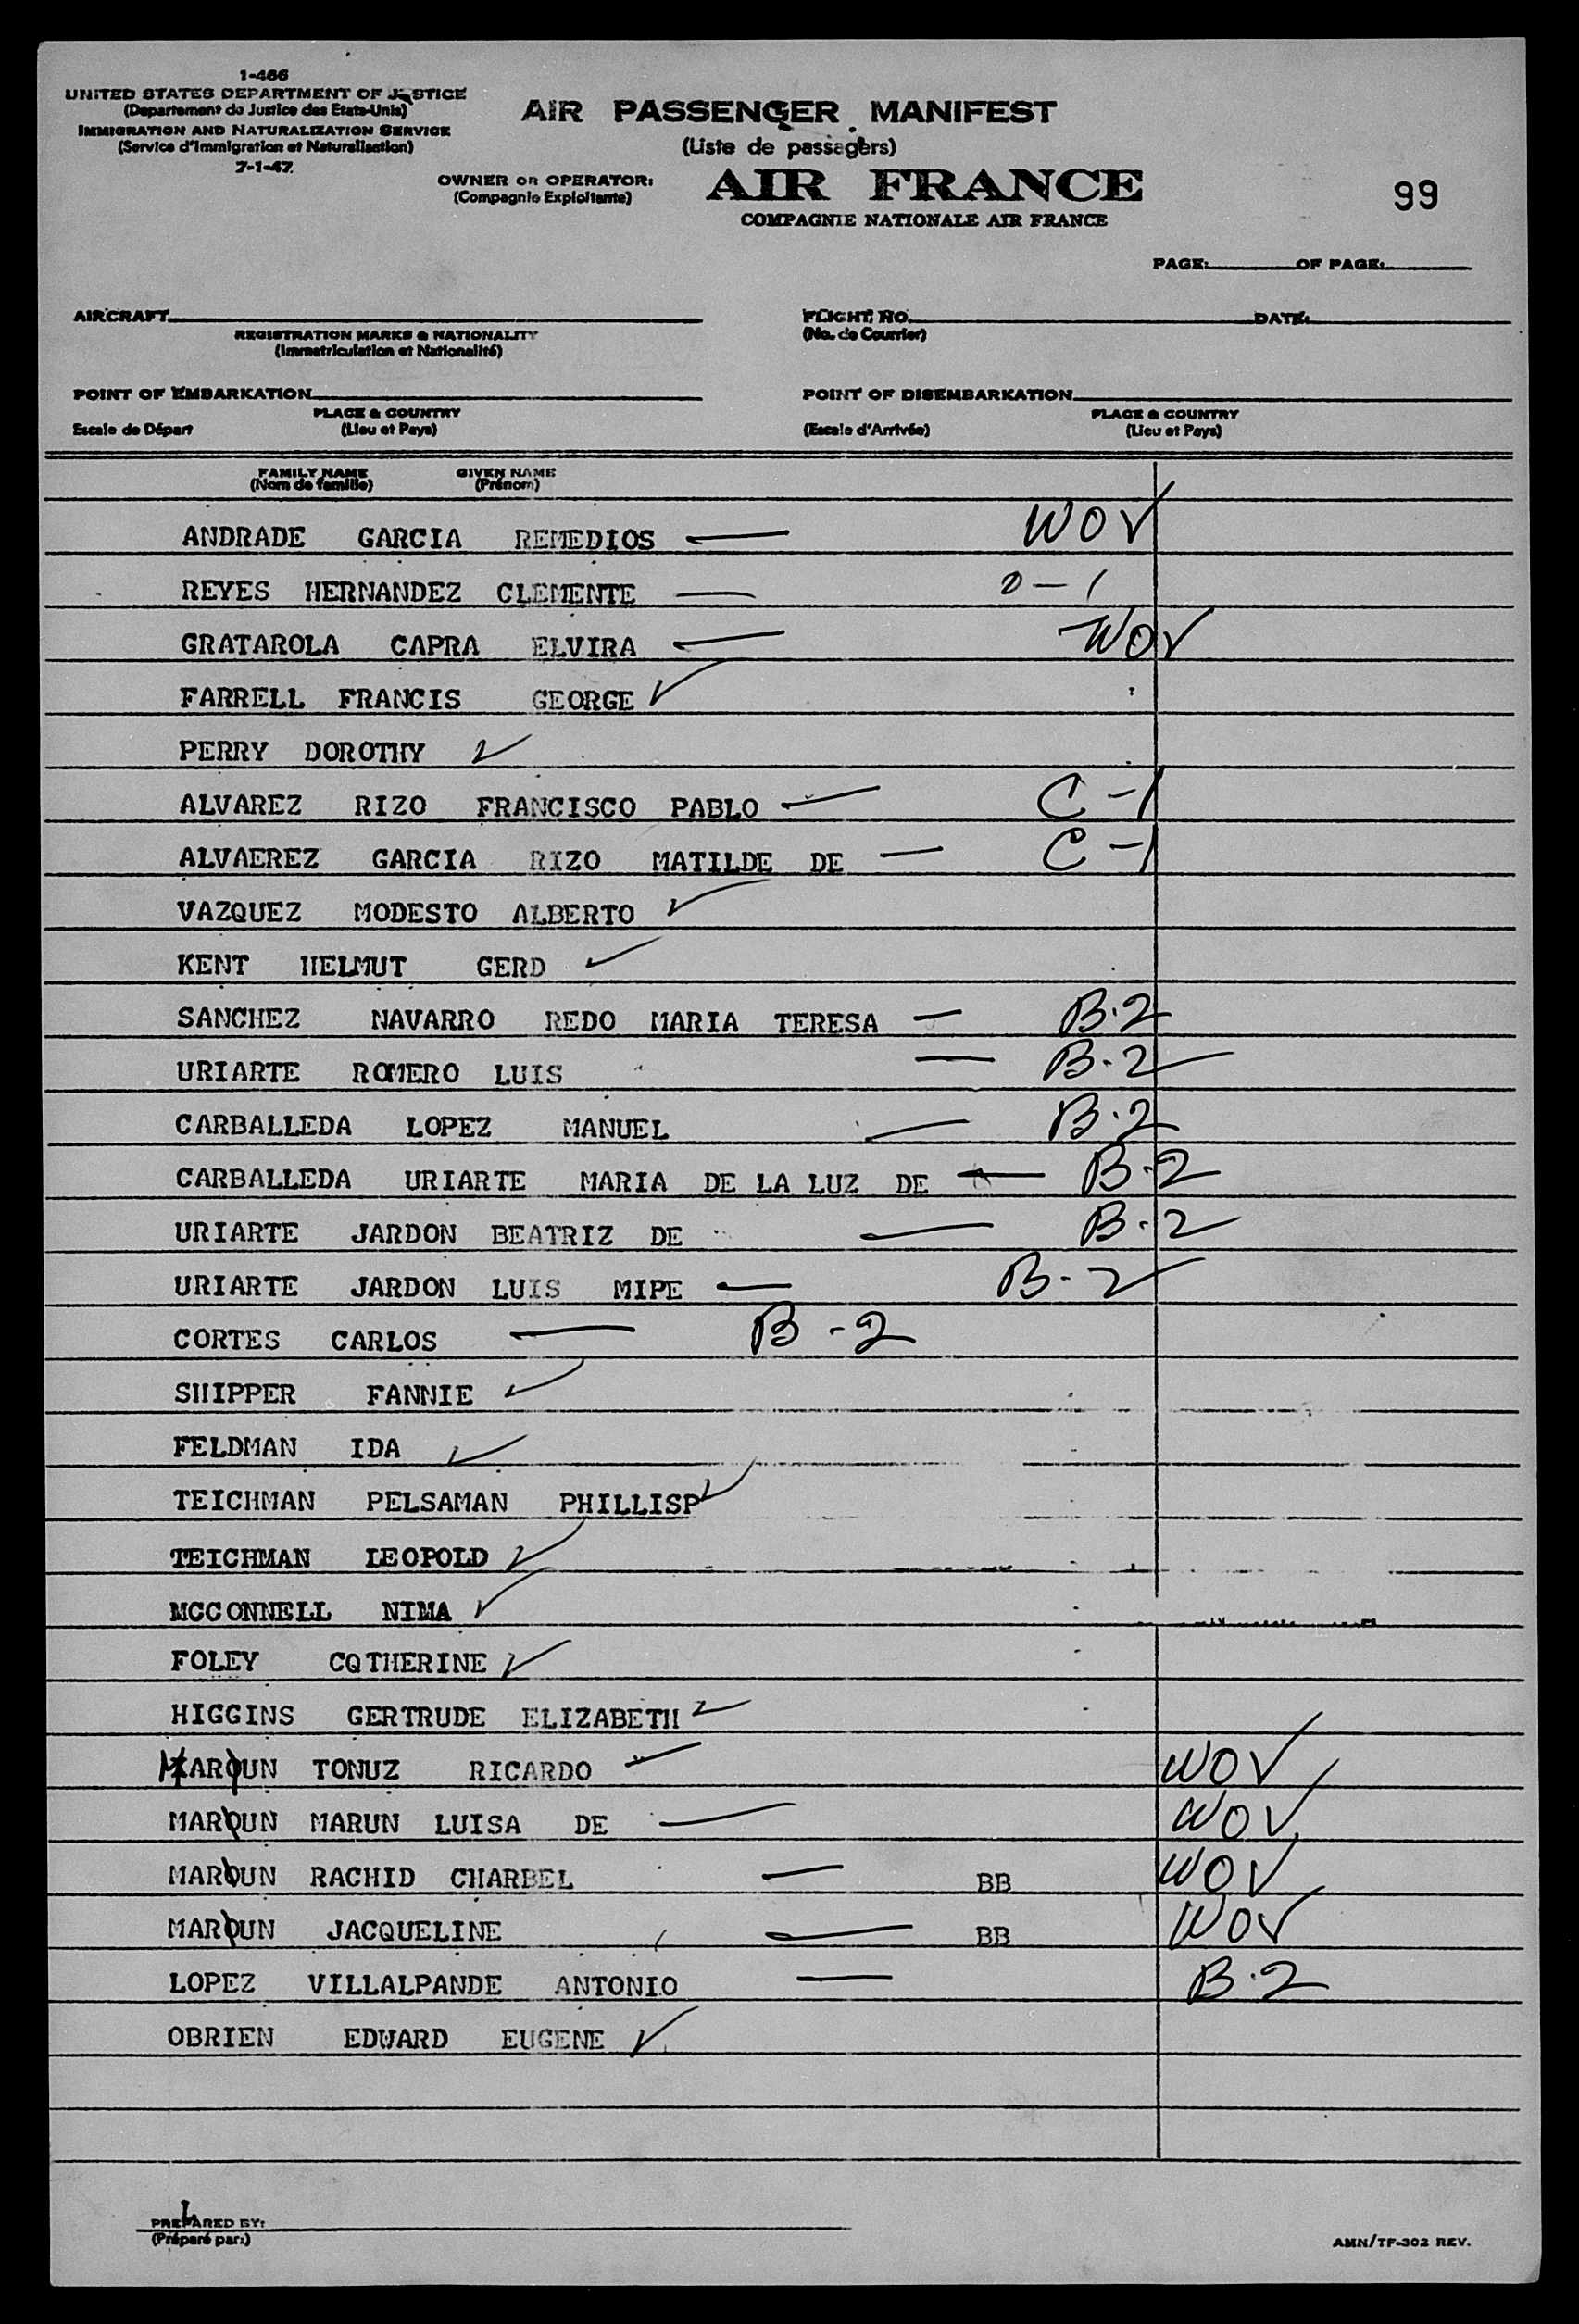 1-466
UNITED STATES DEPARTMENT OF JUSTICE
(Departement de Justice des Etats-Unis)
IMMIGRATION AND NATURALIZATION SERVICE
(Service d'Immigration et Naturalisation)
7-1-47.
AIR PASSENGER MANIFEST
(Liste de passagers)
OWNER OR OPERATOR:
(Compagnie Exploitante)
AIR FRANCE
COMPAGNIE NATIONALE AIR FRANCE
99
PAGE: OF PAGE:
AIRCRAFT FLIGHT NO. DATE:
REGISTRATION MARKS & NATIONALITY (No. de Courrier)
(Immatriculation et Nationalité)
POINT OF EMBARKATION POINT OF DISEMBARKATION
PLACE & COUNTRY PLACE & COUNTRY
Escale de Départ (Lieu et Pays) (Escale d'Arrivée) (Lieu et Pays)
FAMILY NAME GIVEN NAME
(Nom de famille) (Prénom)
ANDRADE GARCIA REMEDIOS — WOV
REYES HERNANDEZ CLEMENTE — 0-1
GRATAROLA CAPRA ELVIRA — WOV
FARRELL FRANCIS GEORGE ✓
PERRY DOROTHY ✓
ALVAREZ RIZO FRANCISCO PABLO — C-1
ALVAEREZ GARCIA RIZO MATILDE DE — C-1
VAZQUEZ MODESTO ALBERTO ✓
KENT HELMUT GERD ✓
SANCHEZ NAVARRO REDO MARIA TERESA — B-2
URIARTE ROMERO LUIS — B-2
CARBALLEDA LOPEZ MANUEL — B-2
CARBALLEDA URIARTE MARIA DE LA LUZ DE — B-2
URIARTE JARDON BEATRIZ DE — B-2
URIARTE JARDON LUIS MIPE — B-2
CORTES CARLOS — B-2
SHIPPER FANNIE ✓
FELDMAN IDA ✓
TEICHMAN PELSAMAN PHILLISP ✓
TEICHMAN LEOPOLD ✓
MCCONNELL NIMA ✓
FOLEY CQTHERINE ✓
HIGGINS GERTRUDE ELIZABETH ✓
MAROUN TONUZ RICARDO — WOV
MAROUN MARUN LUISA DE — WOV
MAROUN RACHID CHARBEL — BB WOV
MAROUN JACQUELINE — BB WOV
LOPEZ VILLALPANDE ANTONIO — B-2
OBRIEN EDWARD EUGENE ✓
PREPARED BY:
(Préparé par:)
AMN/TF-302 REV.